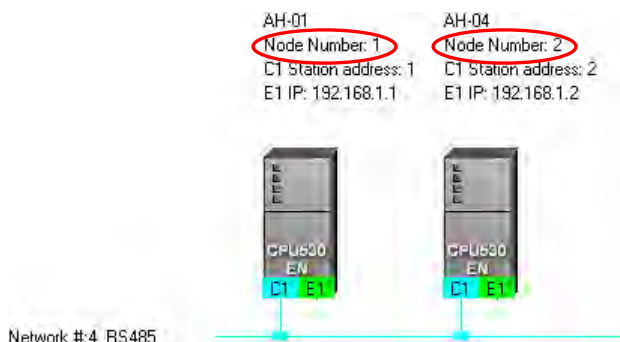 AH-01
Node Number: 1
C1 Station address: 1
E1 IP: 192.168.1.1
AH-04
Node Number: 2
C1 Station address: 2
E1 IP: 192.168.1.2
CPU530
EN
C1 E1
CPU530
EN
C1 E1
Network #:4 RS485